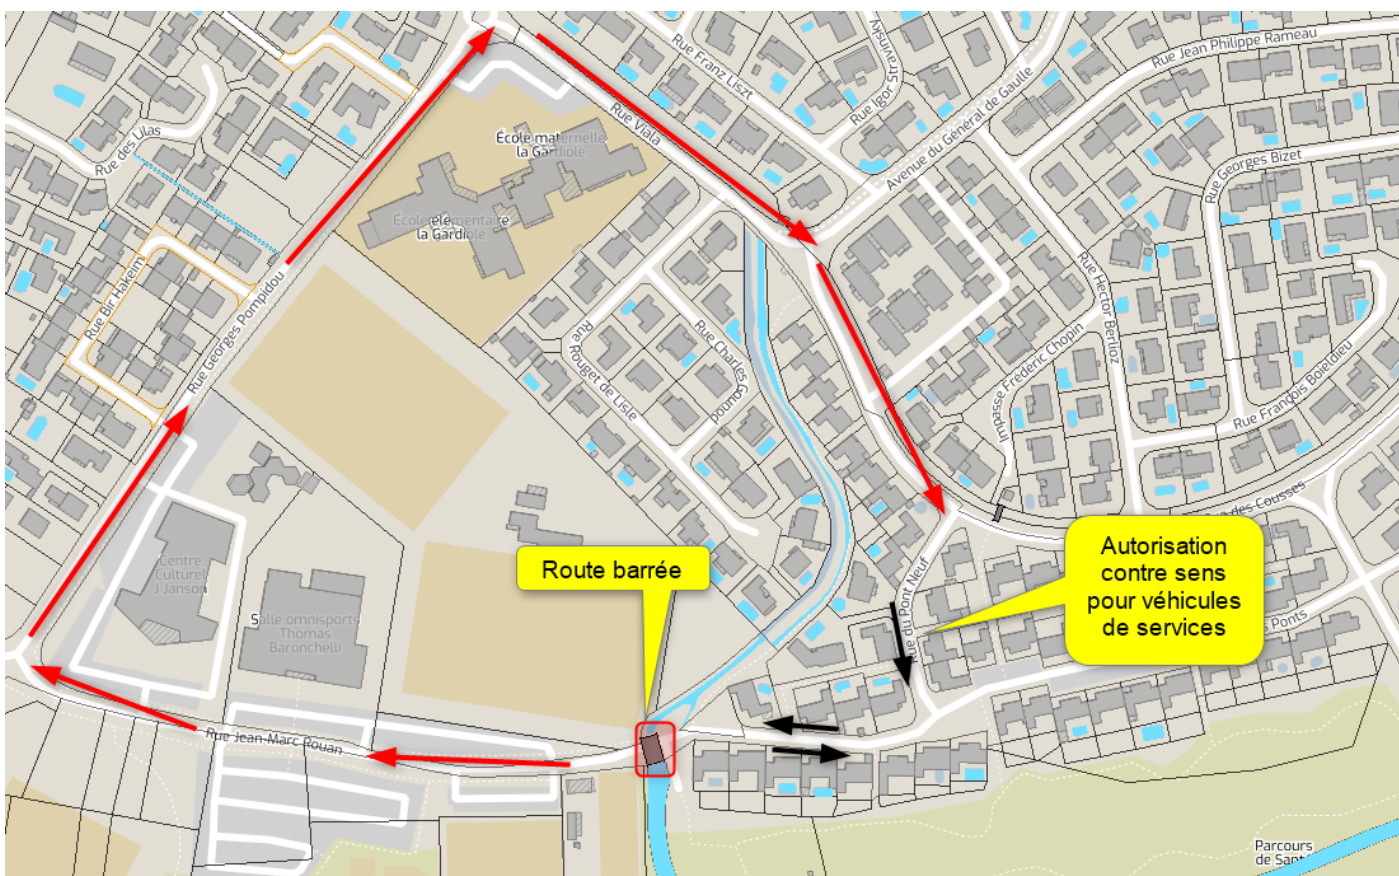 Rue Franz Liszt
Rue Igor Stravinsky
Rue Jean Philippe Rameau
Avenue du Général de Gaulle
Rue Viala
Rue des Lilas
École maternelle
la Gardiole
École élémentaire
la Gardiole
Rue Georges Bizet
Rue Bir Hakeim
Rue Georges Pompidou
Rue Rouget de Lisle
Rue Charles Gounod
Rue Hector Berlioz
Impasse Frédéric Chopin
Rue François Boieldieu
des Cousses
Centre
Culturel
J Janson
Salle omnisports
Thomas
Baronchelli
Route barrée
Autorisation
contre sens
pour véhicules
de services
Rue du Pont Neuf
Ponts
Rue Jean-Marc Rouan
Parcours
de Sant